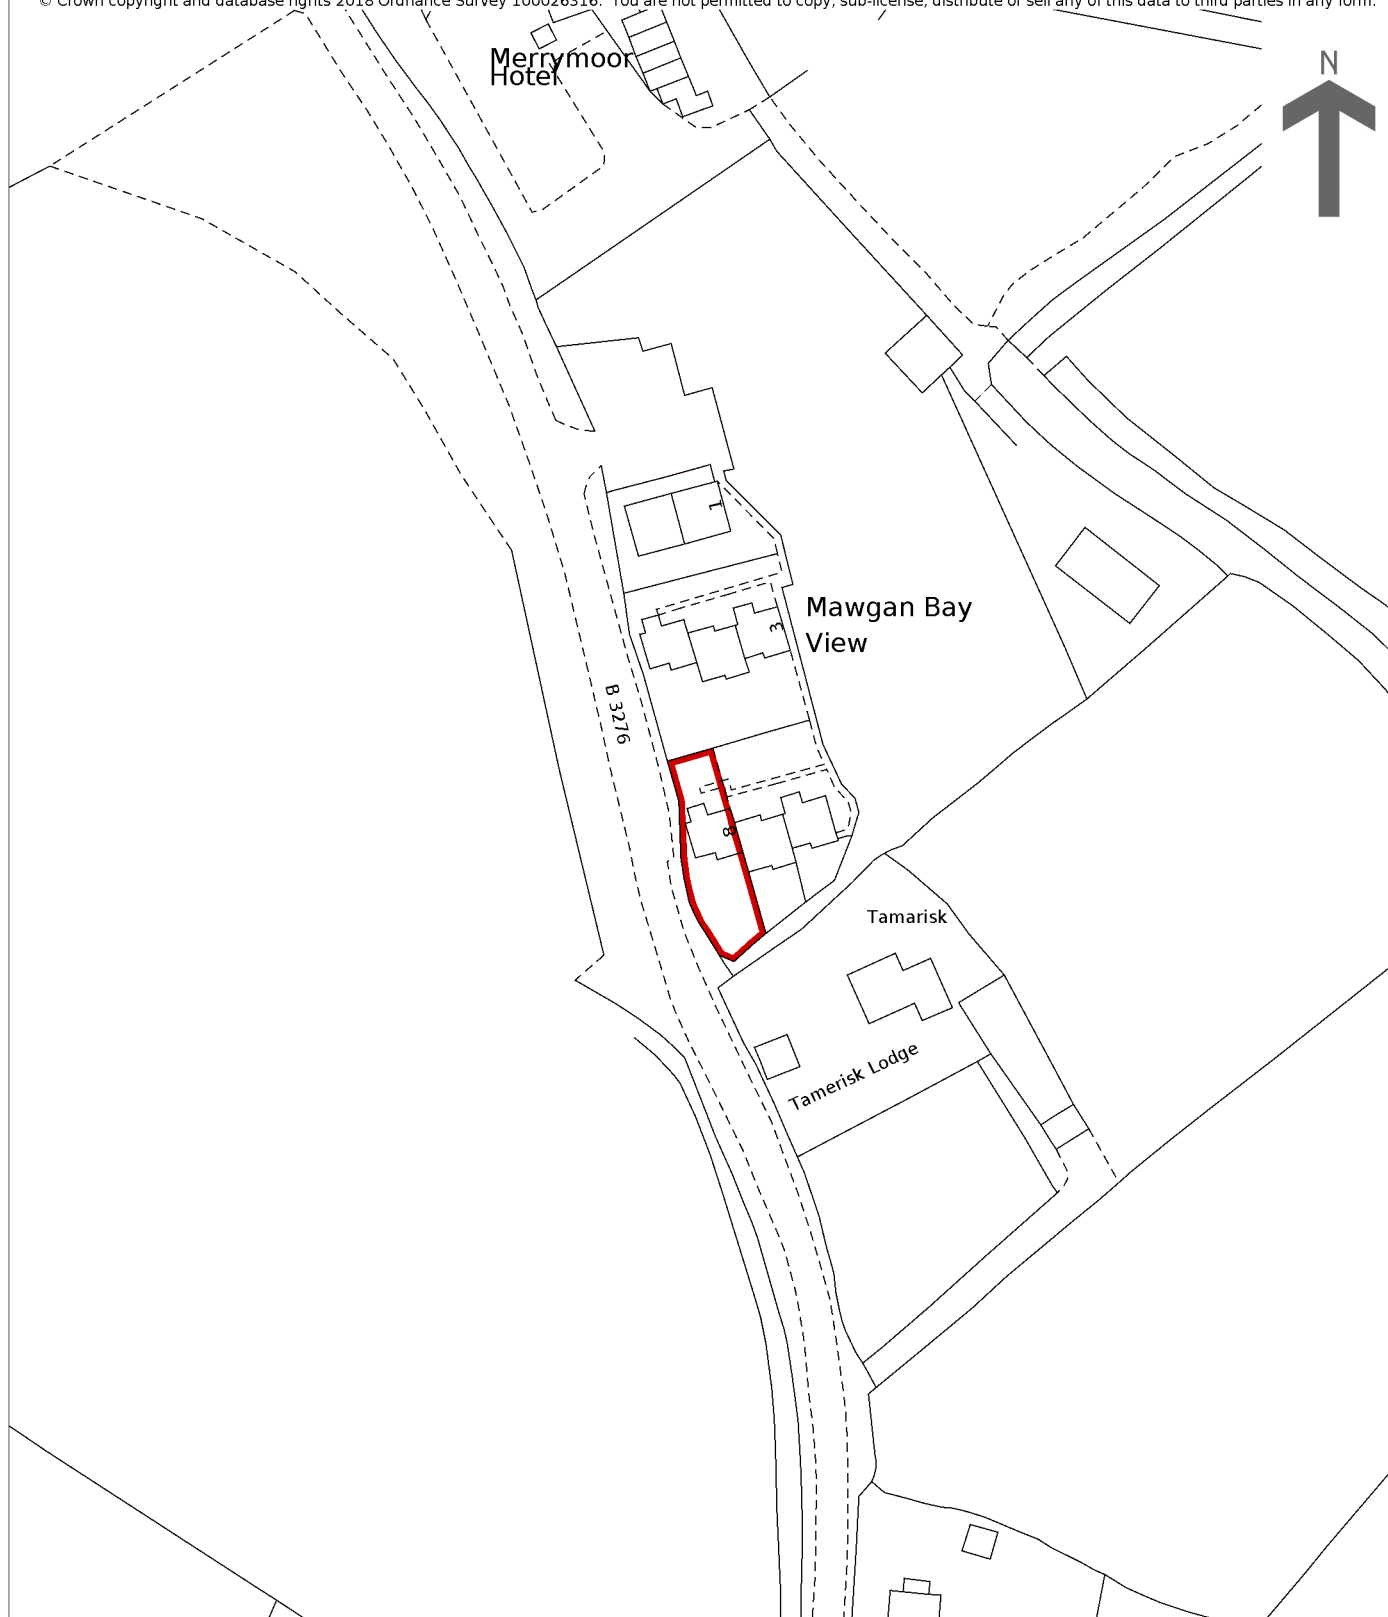 © Crown copyright and database rights 2018 Ordnance Survey 100026316. You are not permitted to copy, sub-license, distribute or sell any of this data to third parties in any form.
Merrymoor
Hotel
N
1
Mawgan Bay
View
3
B 3276
8
Tamarisk
Tamerisk Lodge